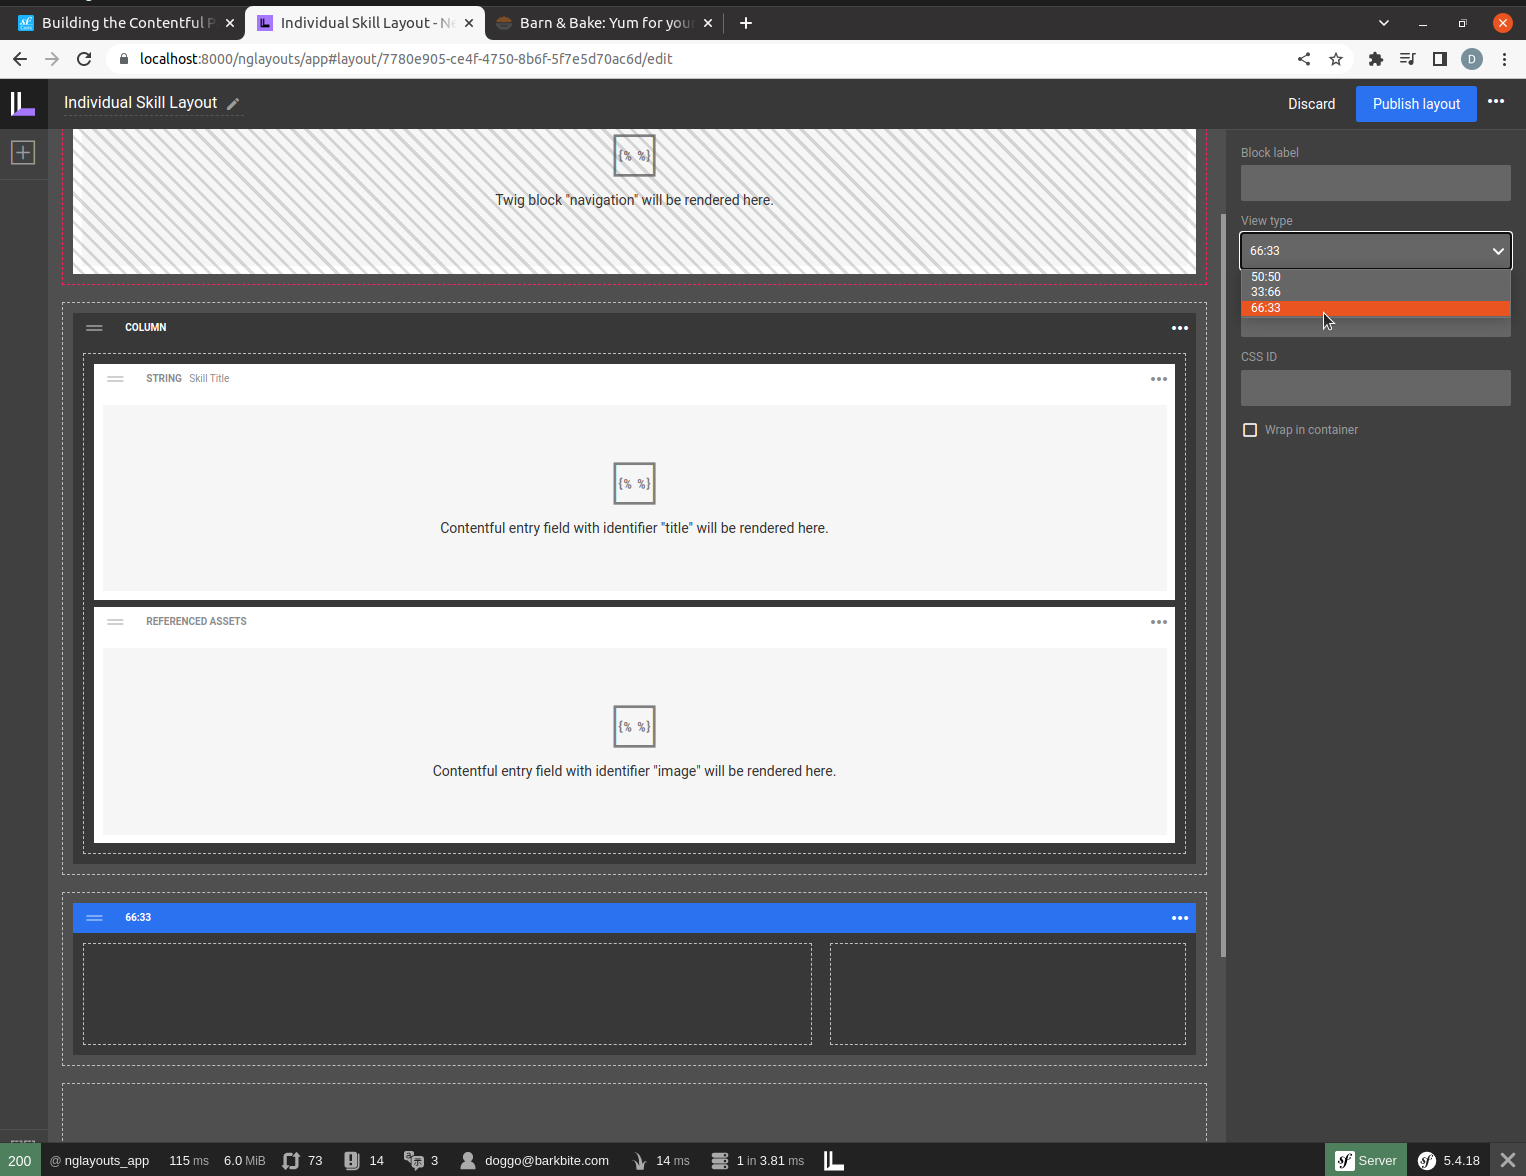 Building the Contentful P
Individual Skill Layout - Ne
Barn & Bake: Yum for your
localhost:8000/nglayouts/app#layout/7780e905-ce4f-4750-8b6f-5f7e5d70ac6d/edit
D
Individual Skill Layout
Discard
Publish layout
{% %}
Twig block "navigation" will be rendered here.
Block label
View type
66:33
50:50
33:66
66:33
CSS ID
Wrap in container
COLUMN
STRING Skill Title
{% %}
Contentful entry field with identifier "title" will be rendered here.
REFERENCED ASSETS
{% %}
Contentful entry field with identifier "image" will be rendered here.
66:33
200 @ nglayouts_app 115 ms 6.0 MiB 73 14 3 doggo@barkbite.com 14 ms 1 in 3.81 ms sf Server sf 5.4.18